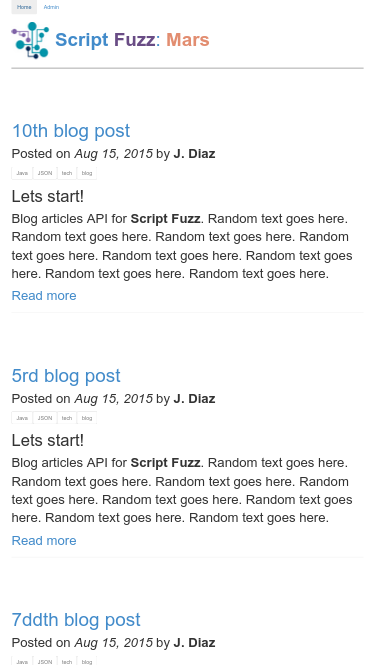 Home Admin
Script Fuzz: Mars
10th blog post
Posted on Aug 15, 2015 by J. Diaz
Java JSON tech blog
Lets start!
Blog articles API for Script Fuzz. Random text goes here.
Random text goes here. Random text goes here. Random
text goes here. Random text goes here. Random text goes
here. Random text goes here. Random text goes here.
Read more
5rd blog post
Posted on Aug 15, 2015 by J. Diaz
Java JSON tech blog
Lets start!
Blog articles API for Script Fuzz. Random text goes here.
Random text goes here. Random text goes here. Random
text goes here. Random text goes here. Random text goes
here. Random text goes here. Random text goes here.
Read more
7ddth blog post
Posted on Aug 15, 2015 by J. Diaz
Java JSON tech blog